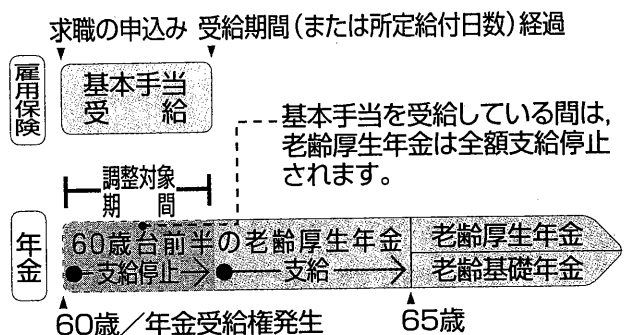 求職の申込み 受給期間(または所定給付日数)経過
雇用保険
基本手当
受給
基本手当を受給している間は,
老齢厚生年金は全額支給停止
されます。
調整対象
期間
年金
60歳台前半の老齢厚生年金
支給停止
支給
老齢厚生年金
老齢基礎年金
60歳/年金受給権発生
65歳